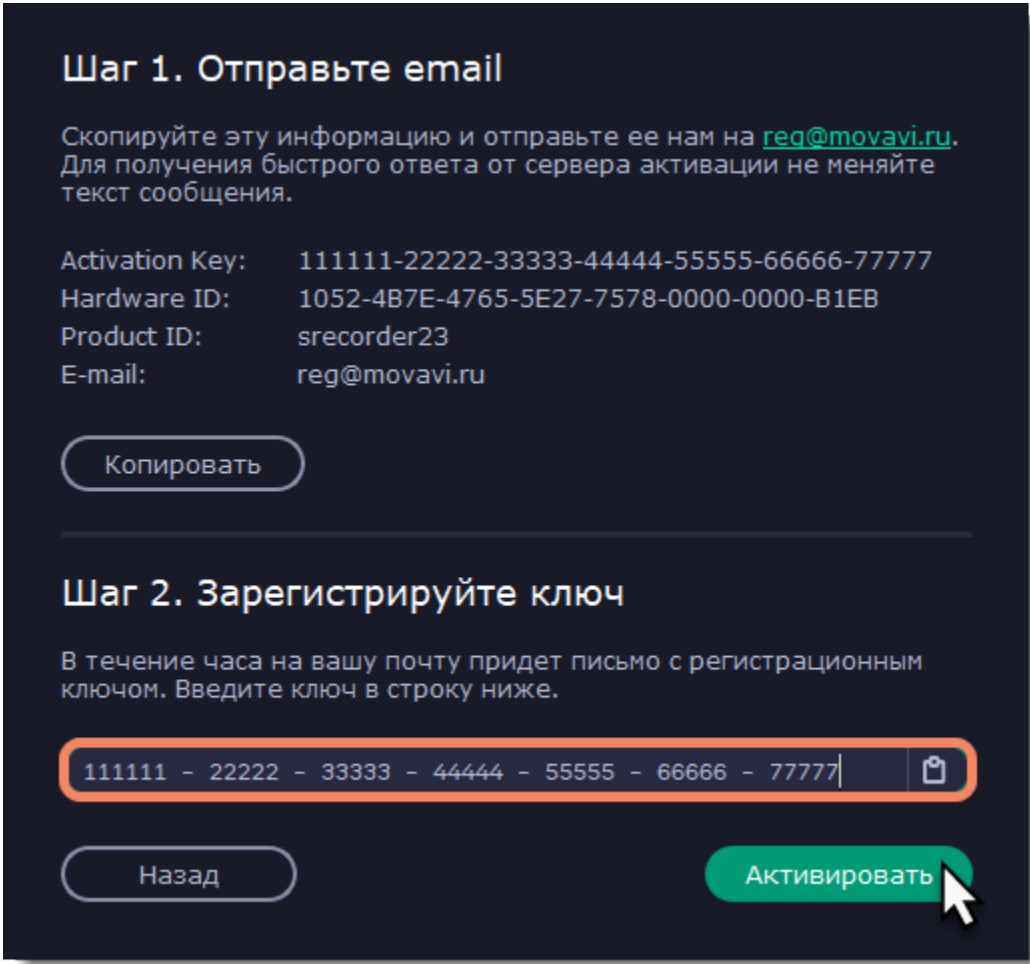 Шаг 1. Отправьте email
Скопируйте эту информацию и отправьте ее нам на reg@movavi.ru.
Для получения быстрого ответа от сервера активации не меняйте
текст сообщения.
Activation Key: 111111-22222-33333-44444-55555-66666-77777
Hardware ID: 1052-4B7E-4765-5E27-7578-0000-0000-B1EB
Product ID: srecorder23
E-mail: reg@movavi.ru
Копировать
Шаг 2. Зарегистрируйте ключ
В течение часа на вашу почту придет письмо с регистрационным
ключом. Введите ключ в строку ниже.
111111 - 22222 - 33333 - 44444 - 55555 - 66666 - 77777
Назад
Активировать